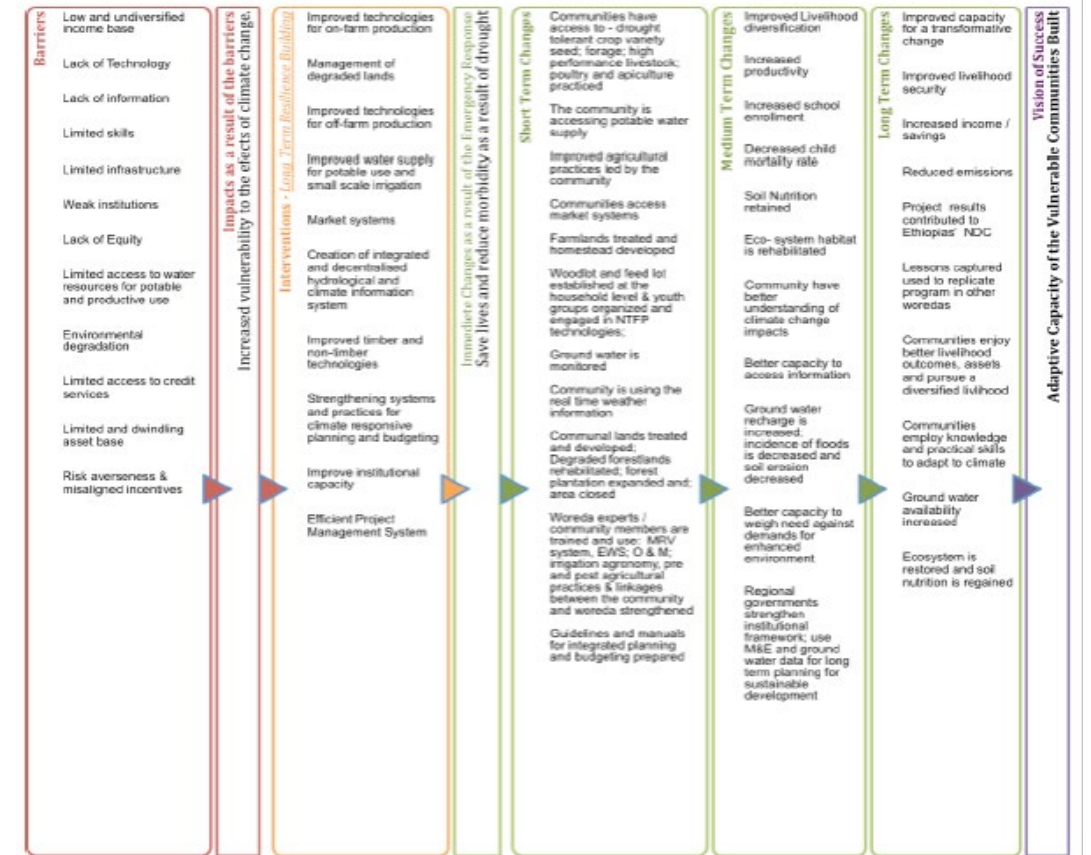 Barriers
Low and undiversified
income base
Lack of Technology
Lack of information
Limited skills
Limited infrastructure
Weak institutions
Lack of Equity
Limited access to water
resources for potable
and productive use
Environmental
degradation
Limited access to credit
services
Limited and dwindling
asset base
Risk averseness &
misaligned incentives
Impacts as a result of the barriers
Increased vulnerability to the efects of climate change.
Interventions - Long Term Resilience Building
Improved technologies
for on-farm production
Management of
degraded lands
Improved technologies
for off-farm production
Improved water supply
for potable use and
small scale irrigation
Market systems
Creation of integrated
and decentralised
hydrological and
climate information
system
Improved timber and
non-timber
technologies
Strengthening systems
and practices for
climate responsive
planning and budgeting
Improve institutional
capacity
Efficient Project
Management System
Immediate Changes as a result of the Emergency Response
Save lives and reduce morbidity as a result of drought
Short Term Changes
Communities have
access to - drought
tolerant crop variety
seed; forage; high
performance livestock;
poultry and apiculture
practiced
The community is
accessing potable water
supply
Improved agricultural
practices led by the
community
Communities access
market systems
Farmlands treated and
homestead developed
Woodlot and feed lot
established at the
household level & youth
groups organized and
engaged in NTFP
technologies;
Ground water is
monitored
Community is using the
real time weather
information
Communal lands treated
and developed;
Degraded forestlands
rehabilitated; forest
plantation expanded and;
area closed
Woreda experts /
community members are
trained and use: MRV
system, EWS; O & M;
irrigation agronomy, pre
and post agricultural
practices & linkages
between the community
and woreda strengthened
Guidelines and manuals
for integrated planning
and budgeting prepared
Medium Term Changes
Improved Livelihood
diversification
Increased
productivity
Increased school
enrollment
Decreased child
mortality rate
Soil Nutrition
retained
Eco- system habitat
is rehabilitated
Community have
better
understanding of
climate change
impacts
Better capacity to
access information
Ground water
recharge is
increased;
incidence of floods
is decreased and
soil erosion
decreased
Better capacity to
weigh need against
demands for
enhanced
environment
Regional
governments
strengthen
institutional
framework; use
M&E and ground
water data for long
term planning for
sustainable
development
Long Term Changes
Improved capacity
for a transformative
change
Improved livelihood
security
Increased income /
savings
Reduced emissions
Project results
contributed to
Ethiopias' NDC
Lessons captured
used to replicate
program in other
woredas
Communities enjoy
better livelihood
outcomes, assets
and pursue a
diversified livlihood
Communities
employ knowledge
and practical skills
to adapt to climate
Ground water
availability
increased
Ecosystem is
restored and soil
nutrition is regained
Vision of Success
Adaptive Capacity of the Vulnerable Communities Built